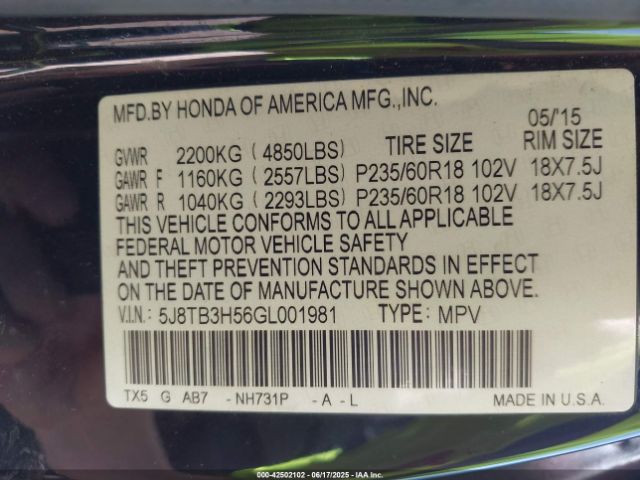 MFD.BY HONDA OF AMERICA MFG.,INC.
05/'15
GVWR 2200KG (4850LBS) TIRE SIZE RIM SIZE
GAWR F 1160KG (2557LBS) P235/60R18 102V 18X7.5J
GAWR R 1040KG (2293LBS) P235/60R18 102V 18X7.5J
THIS VEHICLE CONFORMS TO ALL APPLICABLE
FEDERAL MOTOR VEHICLE SAFETY
AND THEFT PREVENTION STANDARDS IN EFFECT
ON THE DATE OF MANUFACTURE SHOWN ABOVE.
V.I.N.: 5J8TB3H56GL001981 TYPE: MPV
TX5 G AB7 - NH731P - A - L
MADE IN U.S.A.
000-42502102 - 06/17/2025 - IAAI.COM